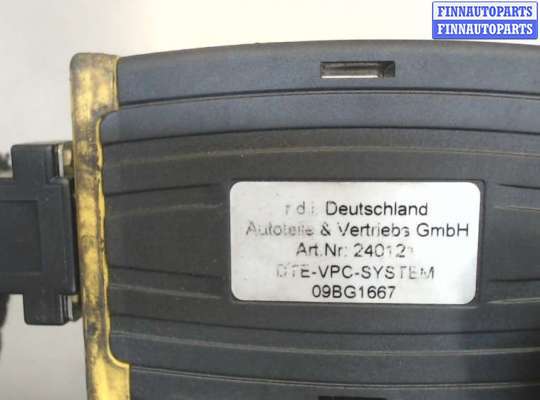 FINNAUTOPARTS
FINNAUTOPARTS
Deutschland
Autoteile & Vertriebs GmbH
Art.Nr: 24012
DTE-VPC-SYSTEM
09BG1667